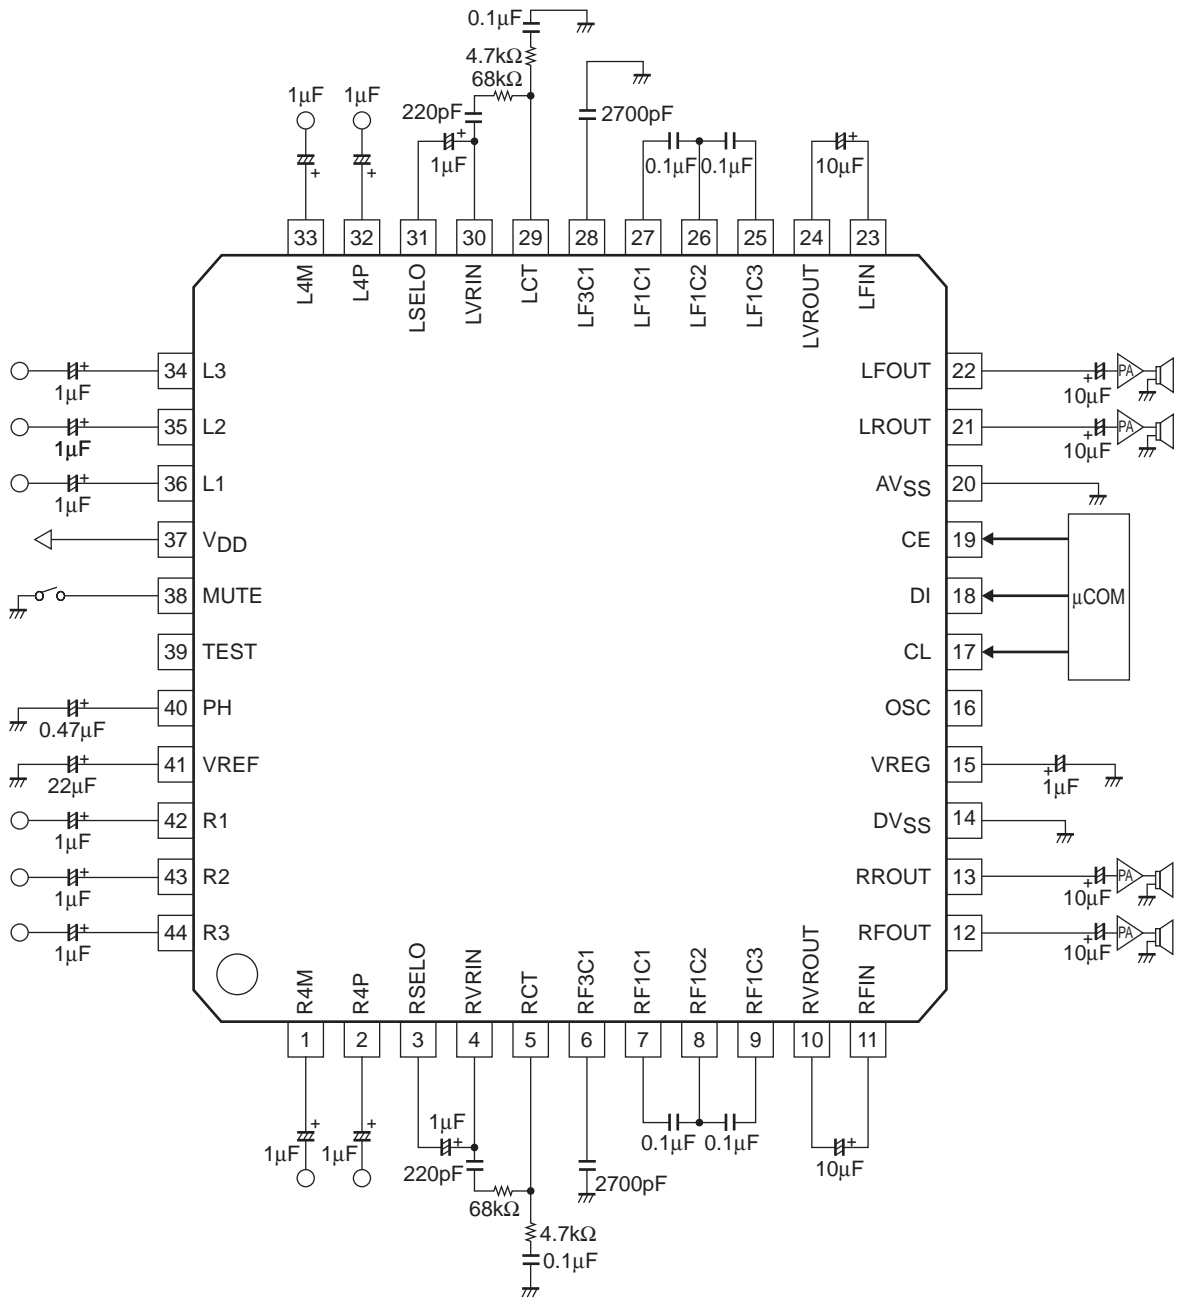 0.1μF
4.7kΩ
68kΩ
1μF 1μF
220pF
2700pF
1μF
0.1μF 0.1μF
10μF
33 32 31 30 29 28 27 26 25 24 23
L4M
L4P
LSELO
LVRIN
LCT
LF3C1
LF1C1
LF1C2
LF1C3
LVROUT
LFIN
34 L3
1μF
35 L2
1μF
36 L1
1μF
37 VDD
38 MUTE
39 TEST
40 PH
0.47μF
41 VREF
22μF
42 R1
1μF
43 R2
1μF
44 R3
1μF
LFOUT 22
PA
10μF
LROUT 21
PA
10μF
AVSS 20
CE 19
DI 18
μCOM
CL 17
OSC 16
VREG 15
1μF
DVSS 14
RROUT 13
PA
10μF
RFOUT 12
PA
10μF
R4M
R4P
RSELO
RVRIN
RCT
RF3C1
RF1C1
RF1C2
RF1C3
RVROUT
RFIN
1 2 3 4 5 6 7 8 9 10 11
1μF 1μF
1μF
220pF
68kΩ
4.7kΩ
0.1μF
2700pF
0.1μF 0.1μF
10μF